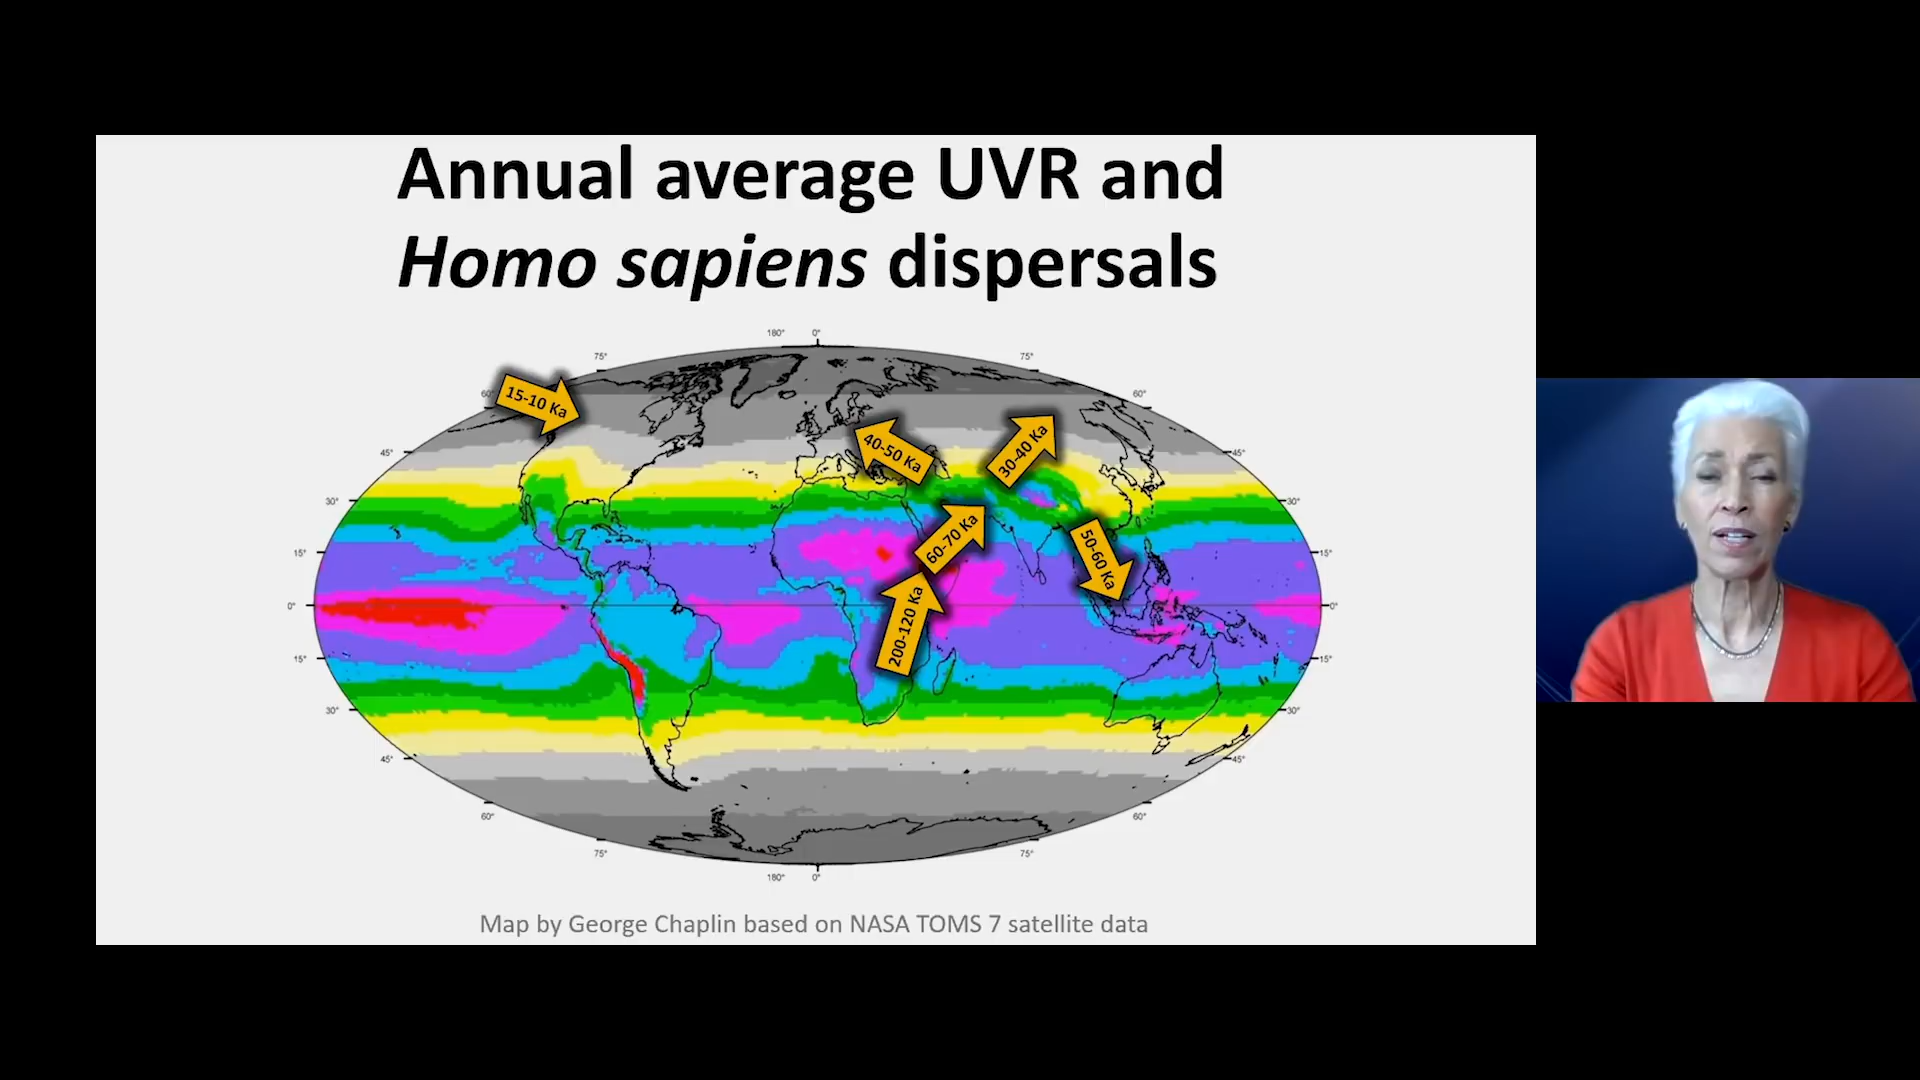 Annual average UVR and
Homo sapiens dispersals
180° 0°
75° 75°
60° 60°
15-10 Ka
40-50 Ka
30-40 Ka
45° 45°
30° 30°
60-70 Ka
50-60 Ka
15° 15°
200-120 Ka
0° 0°
15° 15°
30° 30°
45° 45°
60° 60°
75° 75°
180° 0°
Map by George Chaplin based on NASA TOMS 7 satellite data